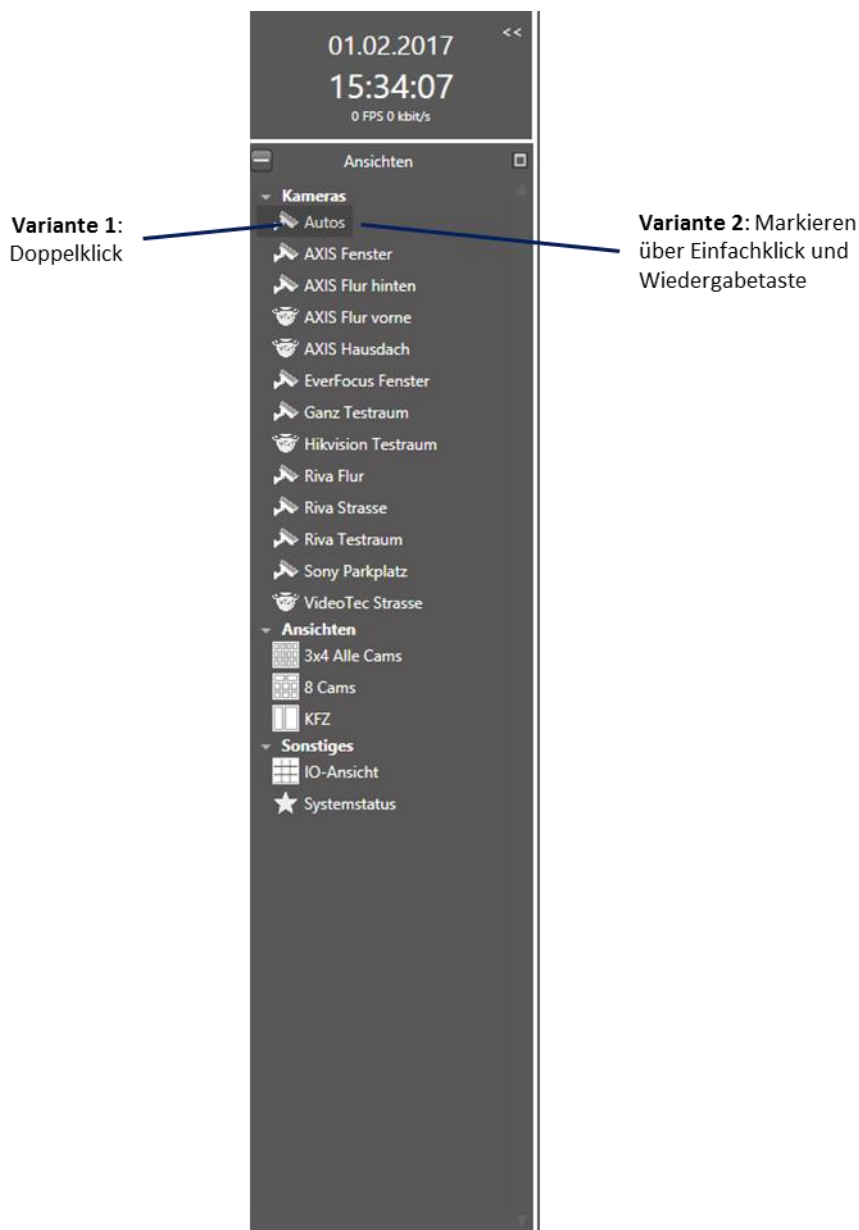 <<
01.02.2017
15:34:07
0 FPS 0 kbit/s
Ansichten
Kameras
Autos
AXIS Fenster
AXIS Flur hinten
AXIS Flur vorne
AXIS Hausdach
EverFocus Fenster
Ganz Testraum
Hikvision Testraum
Riva Flur
Riva Strasse
Riva Testraum
Sony Parkplatz
VideoTec Strasse
Ansichten
3x4 Alle Cams
8 Cams
KFZ
Sonstiges
IO-Ansicht
Systemstatus
Variante 1:
Doppelklick
Variante 2: Markieren
über Einfachklick und
Wiedergabetaste